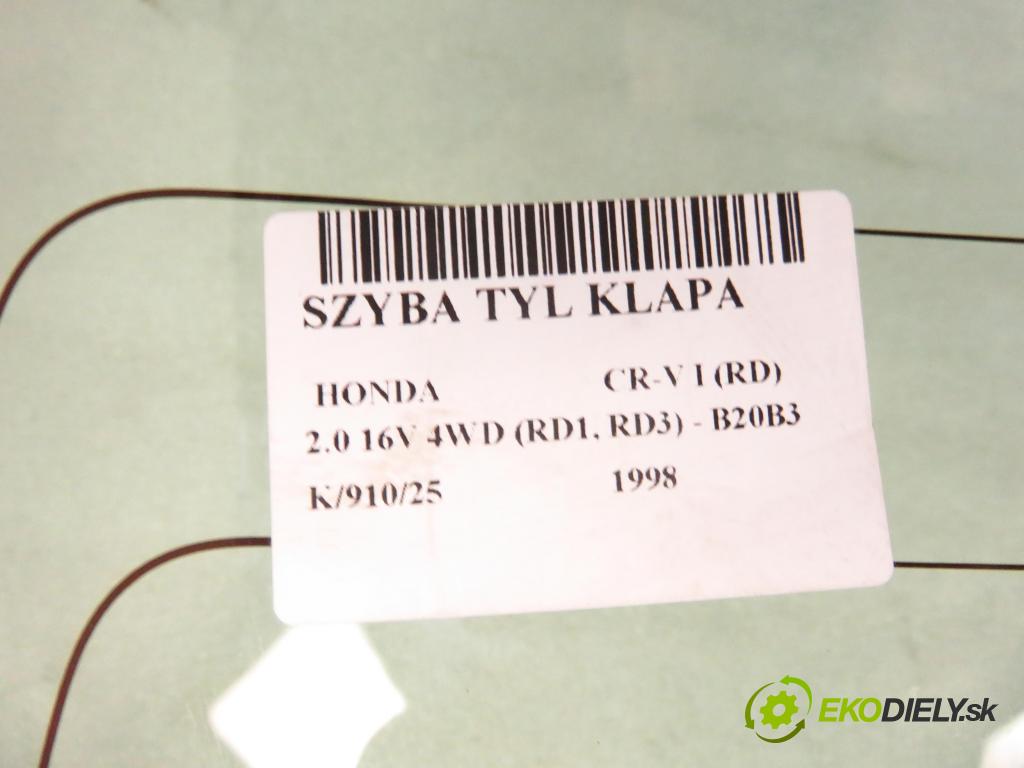 SZYBA TYL KLAPA
HONDA CR-V I (RD)
2.0 16V 4WD (RD1, RD3) - B20B3
K/910/25 1998
EKODIELY.sk